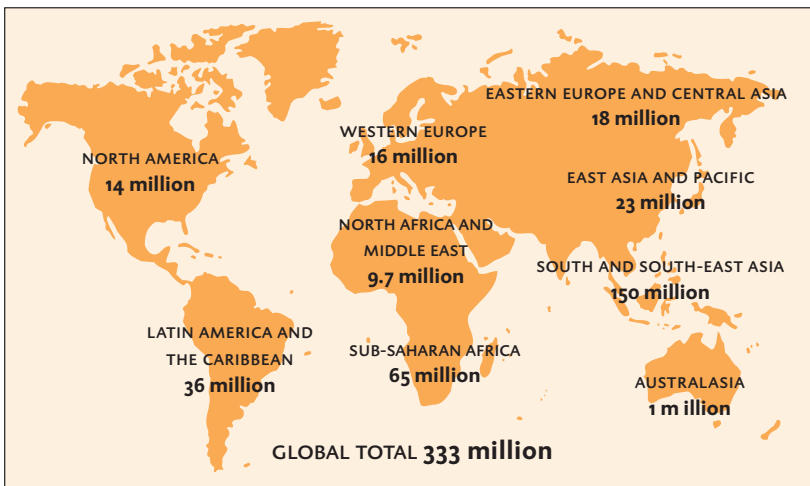 EASTERN EUROPE AND CENTRAL ASIA
18 million
WESTERN EUROPE
16 million
NORTH AMERICA
14 million
EAST ASIA AND PACIFIC
23 million
NORTH AFRICA AND
MIDDLE EAST
9.7 million
SOUTH AND SOUTH-EAST ASIA
150 million
LATIN AMERICA AND
THE CARIBBEAN
36 million
SUB-SAHARAN AFRICA
65 million
AUSTRALASIA
1 m illion
GLOBAL TOTAL 333 million